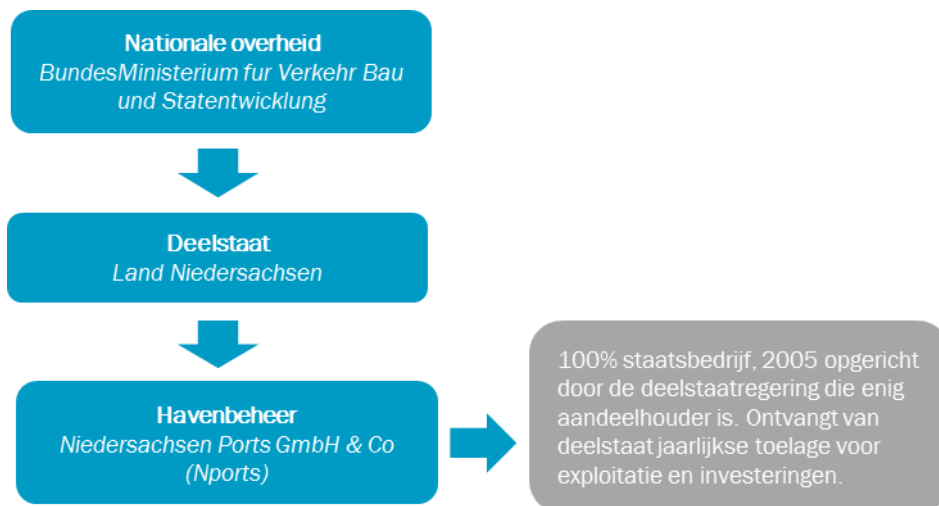 Nationale overheid
BundesMinisterium fur Verkehr Bau
und Statentwicklung
Deelstaat
Land Niedersachsen
Havenbeheer
Niedersachsen Ports GmbH & Co
(Nports)
100% staatsbedrijf, 2005 opgericht
door de deelstaatregering die enig
aandeelhouder is. Ontvangt van
deelstaat jaarlijkse toelage voor
exploitatie en investeringen.